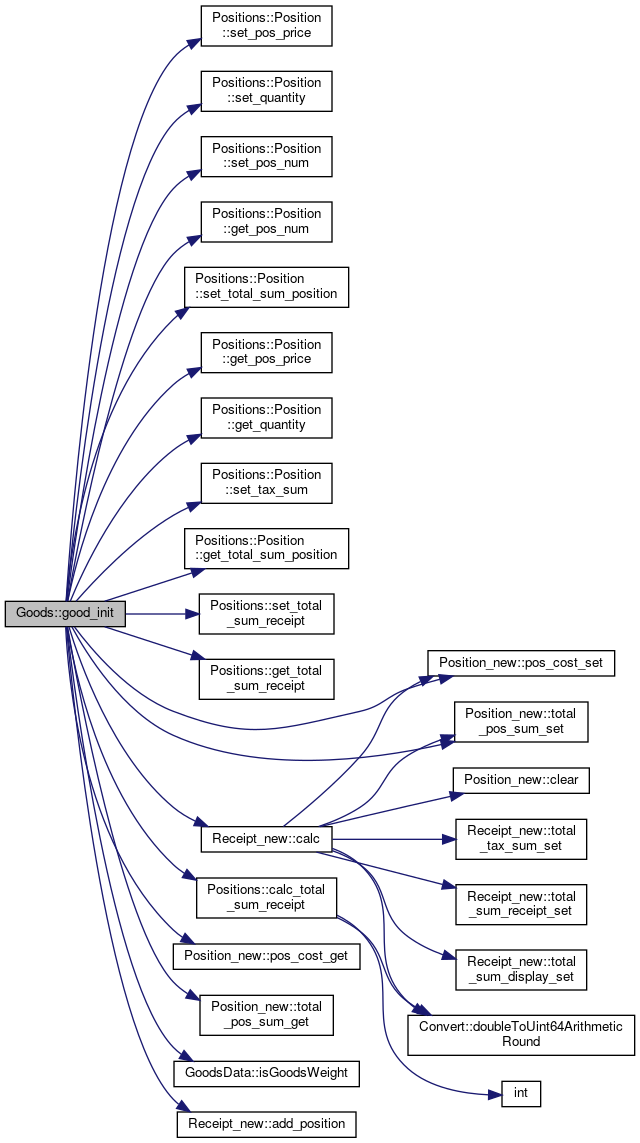 Positions::Position
::set_pos_price
Positions::Position
::set_quantity
Positions::Position
::set_pos_num
Positions::Position
::get_pos_num
Positions::Position
::set_total_sum_position
Positions::Position
::get_pos_price
Positions::Position
::get_quantity
Positions::Position
::set_tax_sum
Positions::Position
::get_total_sum_position
Goods::good_init
Positions::set_total
_sum_receipt
Positions::get_total
_sum_receipt
Position_new::pos_cost_set
Position_new::total
_pos_sum_set
Position_new::clear
Receipt_new::calc
Receipt_new::total
_tax_sum_set
Positions::calc_total
_sum_receipt
Receipt_new::total
_sum_receipt_set
Position_new::pos_cost_get
Receipt_new::total
_sum_display_set
Position_new::total
_pos_sum_get
Convert::doubleToUint64Arithmetic
Round
GoodsData::isGoodsWeight
int
Receipt_new::add_position